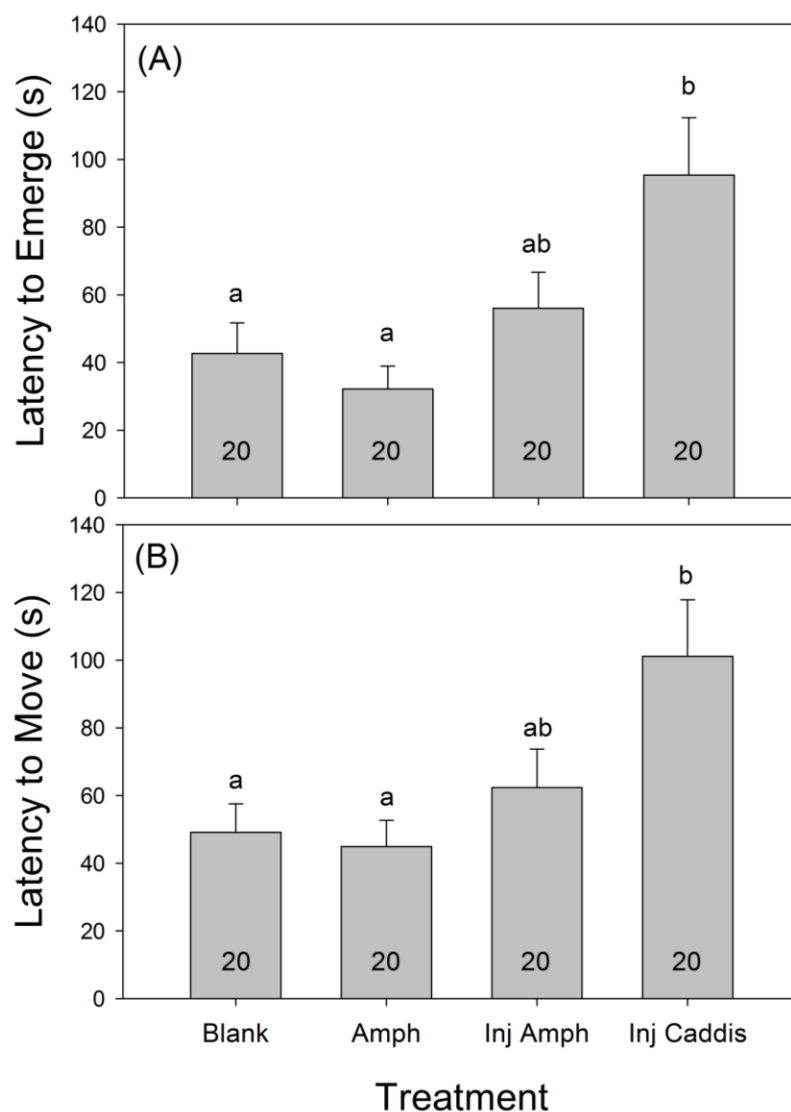 (A)
Latency to Emerge (s)
140
120
100
80
60
40
20
0
a
a
ab
b
20
20
20
20
(B)
Latency to Move (s)
140
120
100
80
60
40
20
0
a
a
ab
b
20
20
20
20
Blank Amph Inj Amph Inj Caddis
Treatment